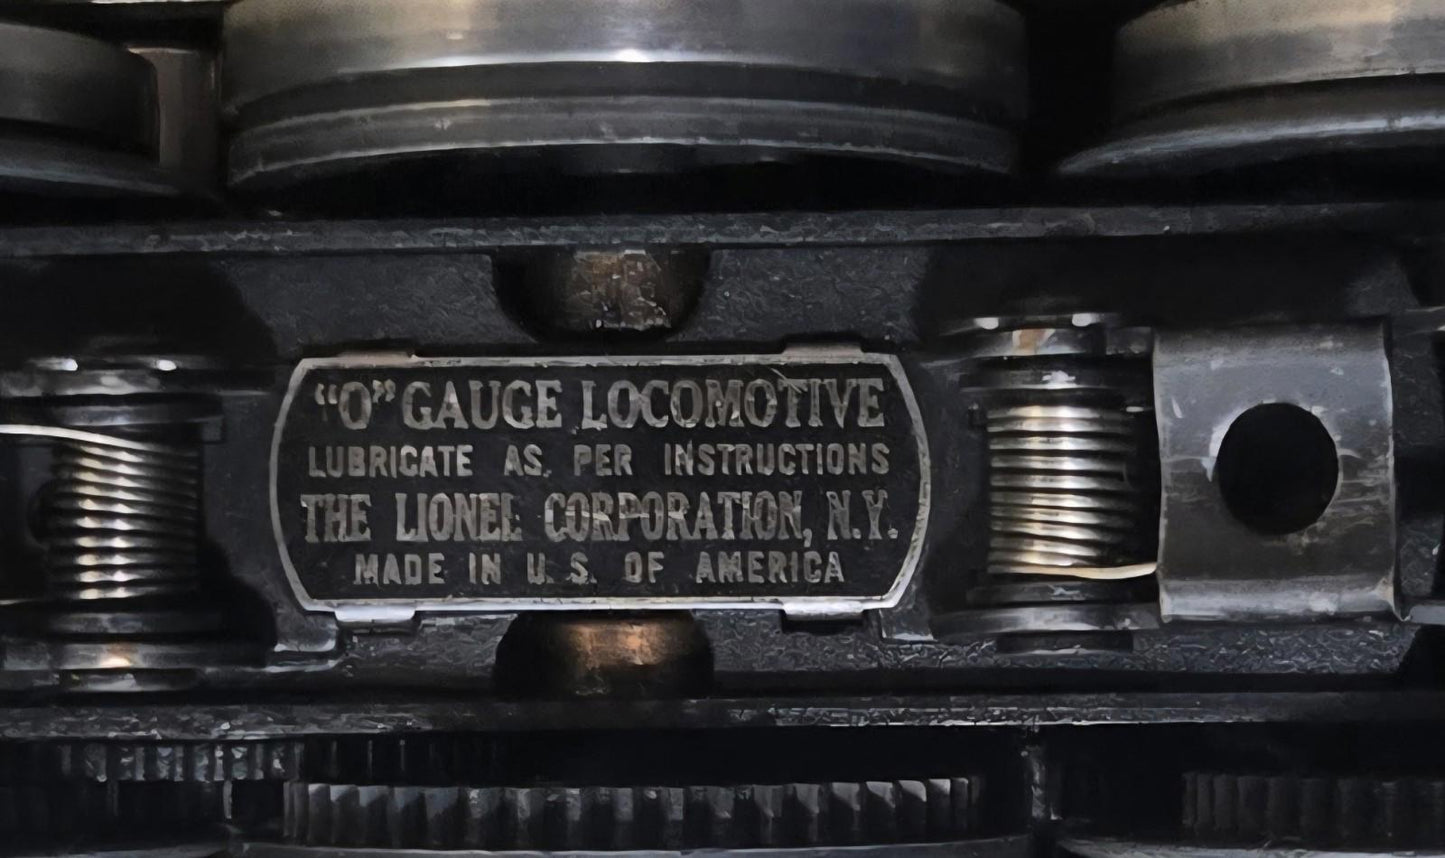 “O” GAUGE LOCOMOTIVE
LUBRICATE AS PER INSTRUCTIONS
THE LIONEL CORPORATION, N.Y.
MADE IN U. S. OF AMERICA